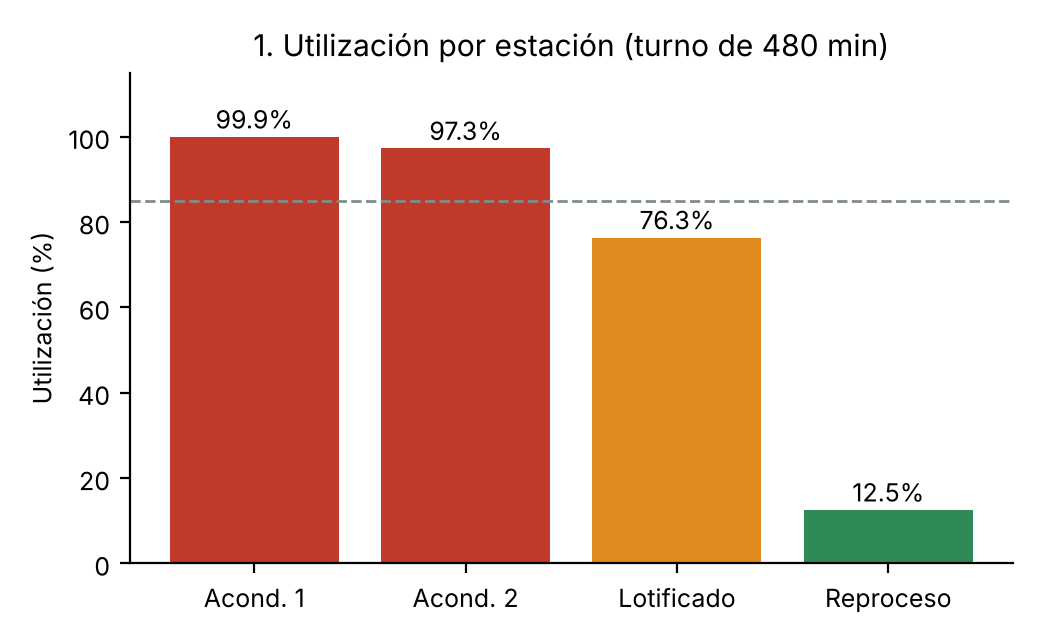 1. Utilización por estación (turno de 480 min)
Utilización (%)
100
80
60
40
20
0
99.9%
97.3%
76.3%
12.5%
Acond. 1
Acond. 2
Lotificado
Reproceso